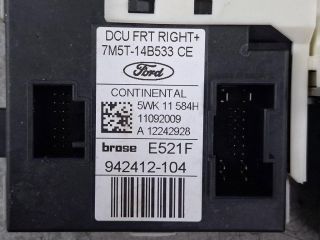 DCU FRT RIGHT+
7M5T-14B533 CE
Ford
CONTINENTAL
5WK 11 584H
11092009
A 12242928
brose E521F
942412-104